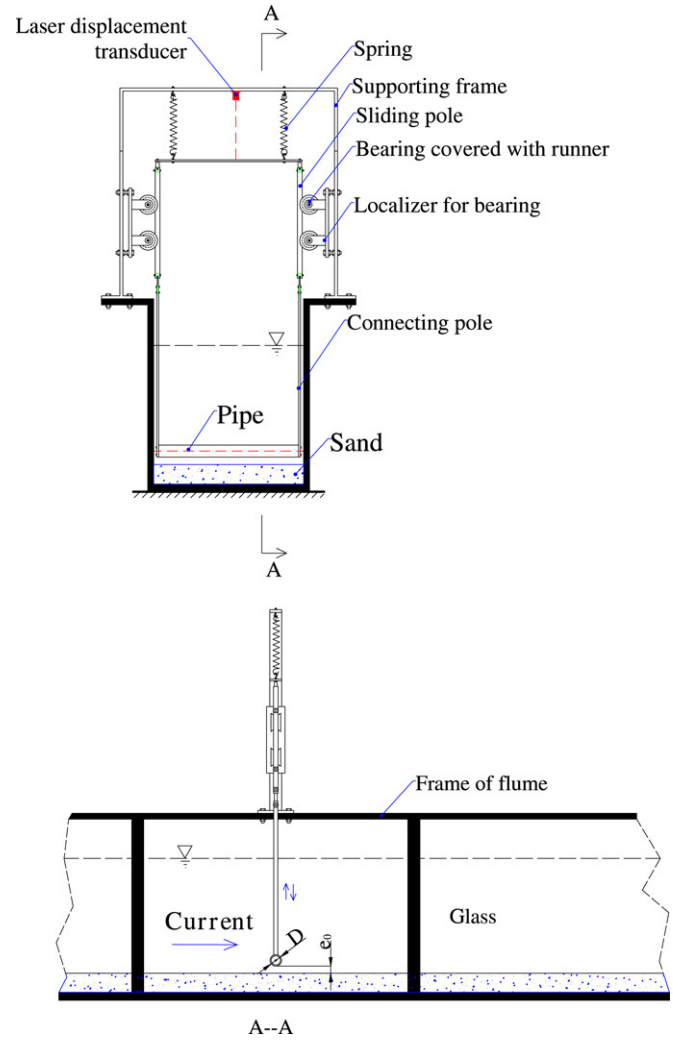 A
Laser displacement
transducer
Spring
Supporting frame
Sliding pole
Bearing covered with runner
Localizer for bearing
Connecting pole
Pipe
Sand
A
Frame of flume
Current
Glass
D
e₀
A--A